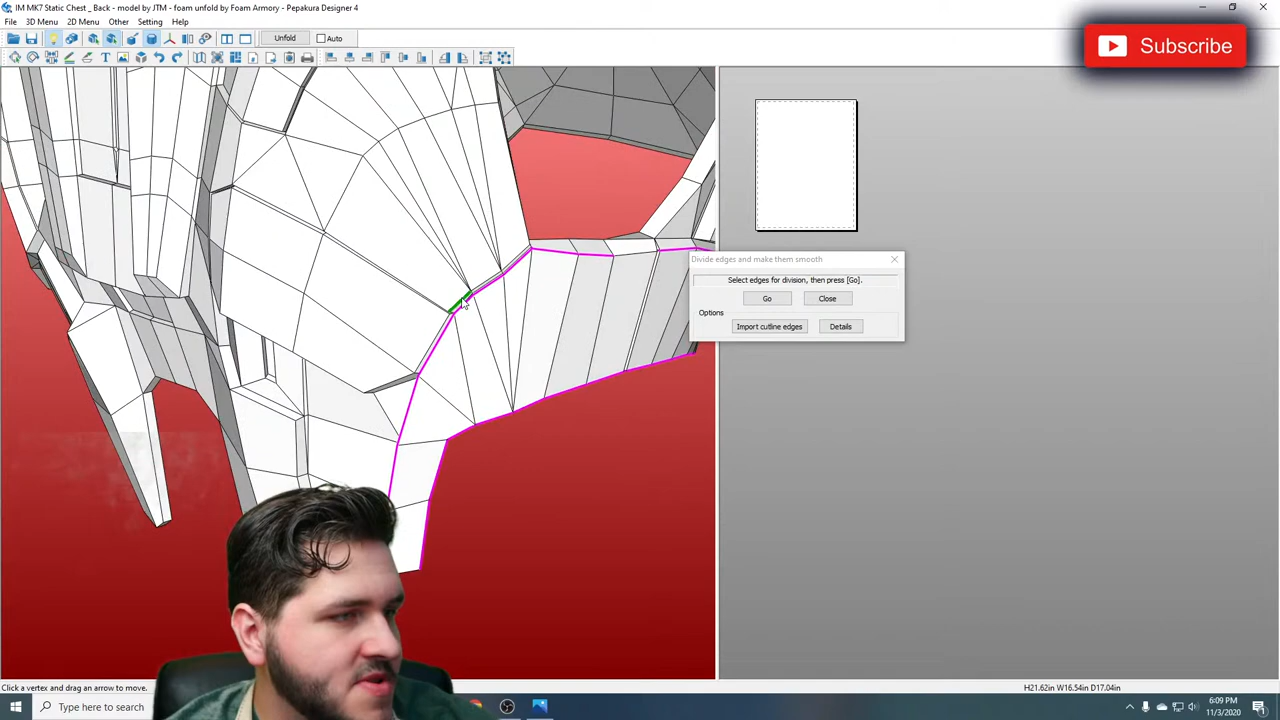 IM MK7 Static Chest _ Back - model by JTM - foam unfold by Foam Armory - Pepakura Designer 4
File 3D Menu 2D Menu Other Setting Help
Unfold Auto
Subscribe
Divide edges and make them smooth
Select edges for division, then press [Go].
Go Close
Options
Import cutline edges Details
Click a vertex and drag an arrow to move.
H21.62in W16.54in D17.04in
Type here to search
6:09 PM
11/3/2020
1